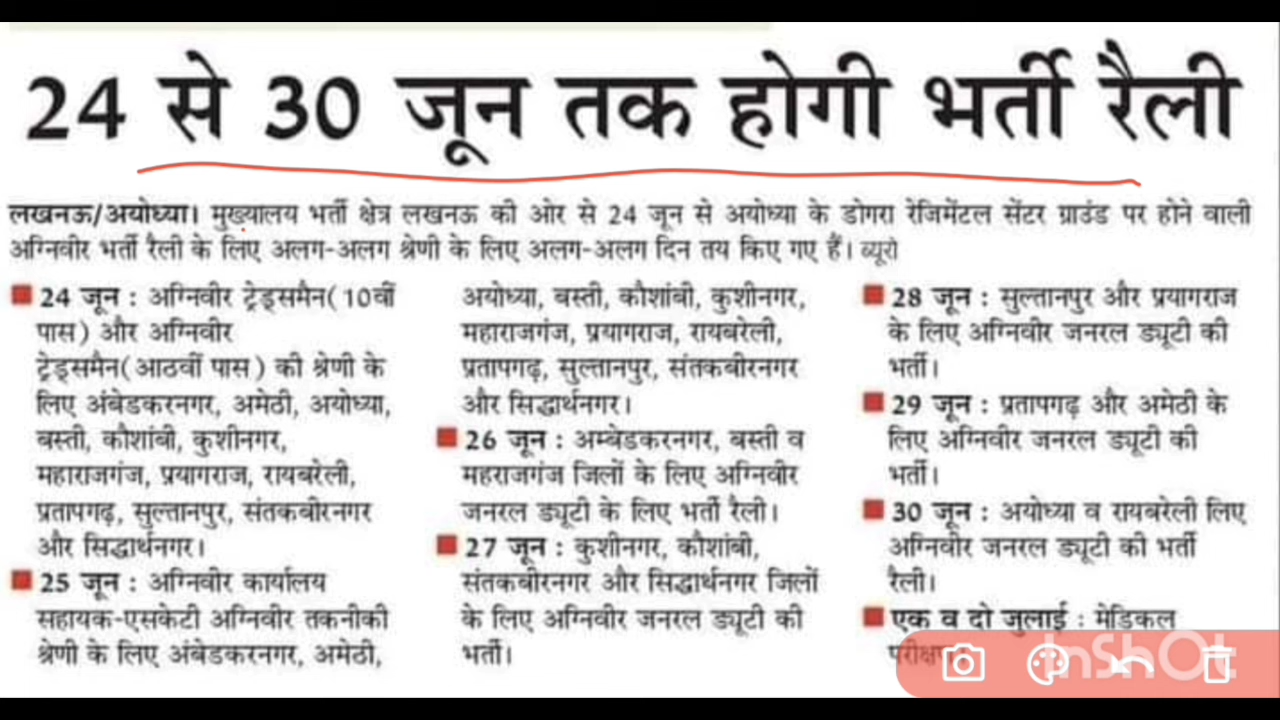 24 से 30 जून तक होगी भर्ती रैली
लखनऊ/अयोध्या। मुख्यालय भर्ती क्षेत्र लखनऊ की ओर से 24 जून से अयोध्या के डोगरा रेजिमेंटल सेंटर ग्राउंड पर होने वाली
अग्निवीर भर्ती रैली के लिए अलग-अलग श्रेणी के लिए अलग-अलग दिन तय किए गए हैं। ब्यूरो
24 जून : अग्निवीर ट्रेड्समैन(10वीं
पास) और अग्निवीर
ट्रेड्समैन(आठवीं पास) की श्रेणी के
लिए अंबेडकरनगर, अमेठी, अयोध्या,
बस्ती, कौशांबी, कुशीनगर,
महाराजगंज, प्रयागराज, रायबरेली,
प्रतापगढ़, सुल्तानपुर, संतकबीरनगर
और सिद्धार्थनगर।
25 जून : अग्निवीर कार्यालय
सहायक-एसकेटी अग्निवीर तकनीकी
श्रेणी के लिए अंबेडकरनगर, अमेठी,
अयोध्या, बस्ती, कौशांबी, कुशीनगर,
महाराजगंज, प्रयागराज, रायबरेली,
प्रतापगढ़, सुल्तानपुर, संतकबीरनगर
और सिद्धार्थनगर।
26 जून : अम्बेडकरनगर, बस्ती व
महराजगंज जिलों के लिए अग्निवीर
जनरल ड्यूटी के लिए भर्ती रैली।
27 जून : कुशीनगर, कौशांबी,
संतकबीरनगर और सिद्धार्थनगर जिलों
के लिए अग्निवीर जनरल ड्यूटी की
भर्ती।
28 जून : सुल्तानपुर और प्रयागराज
के लिए अग्निवीर जनरल ड्यूटी की
भर्ती।
29 जून : प्रतापगढ़ और अमेठी के
लिए अग्निवीर जनरल ड्यूटी की
भर्ती।
30 जून : अयोध्या व रायबरेली लिए
अग्निवीर जनरल ड्यूटी की भर्ती
रैली।
एक व दो जुलाई : मेडिकल
परीक्षण
InShOt